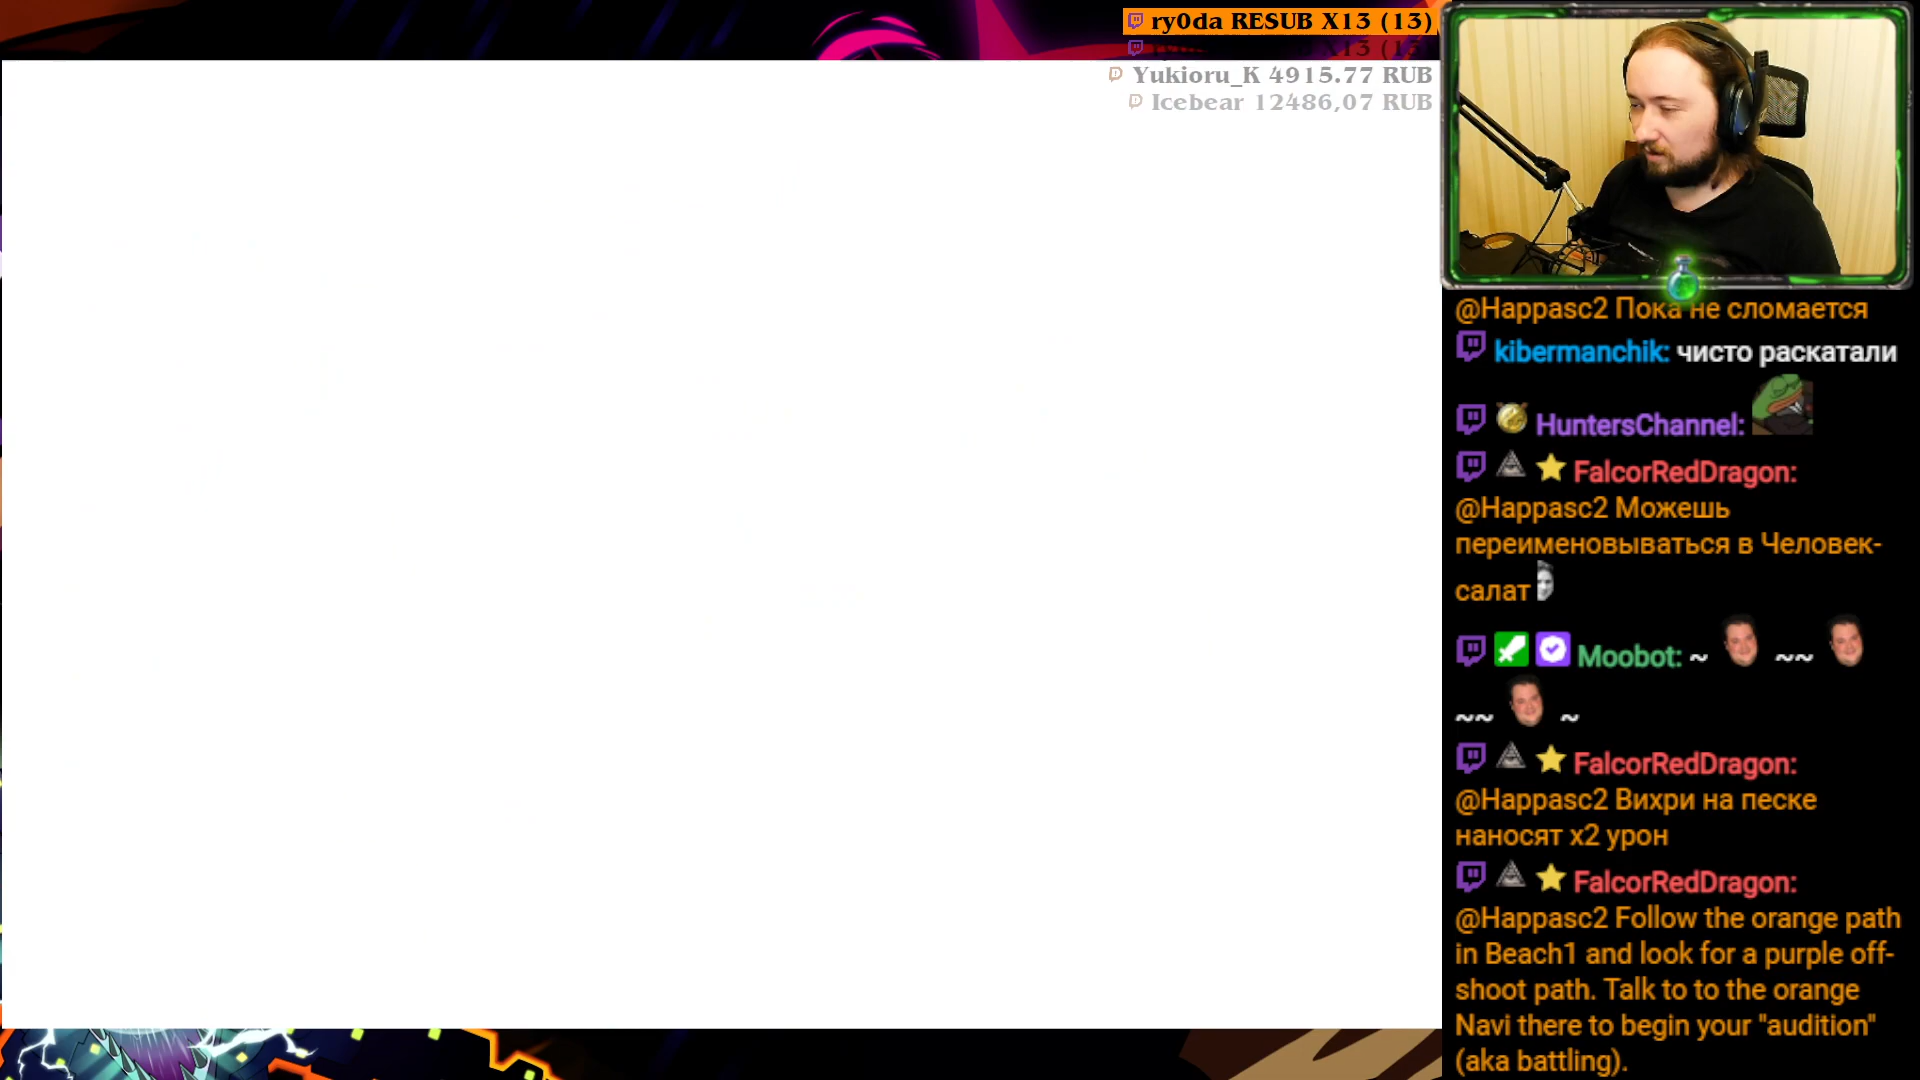 ry0da RESUB X13 (13)
Yukioru_K 4915.77 RUB
Icebear 12486,07 RUB
@Happasc2 Пока не сломается
kibermanchik: чисто раскатали
HuntersChannel:
FalcorRedDragon:
@Happasc2 Можешь
переименовываться в Человек-
салат
Moobot: ~ ~~
~~ ~
FalcorRedDragon:
@Happasc2 Вихри на песке
наносят х2 урон
FalcorRedDragon:
@Happasc2 Follow the orange path
in Beach1 and look for a purple off-
shoot path. Talk to to the orange
Navi there to begin your "audition"
(aka battling).